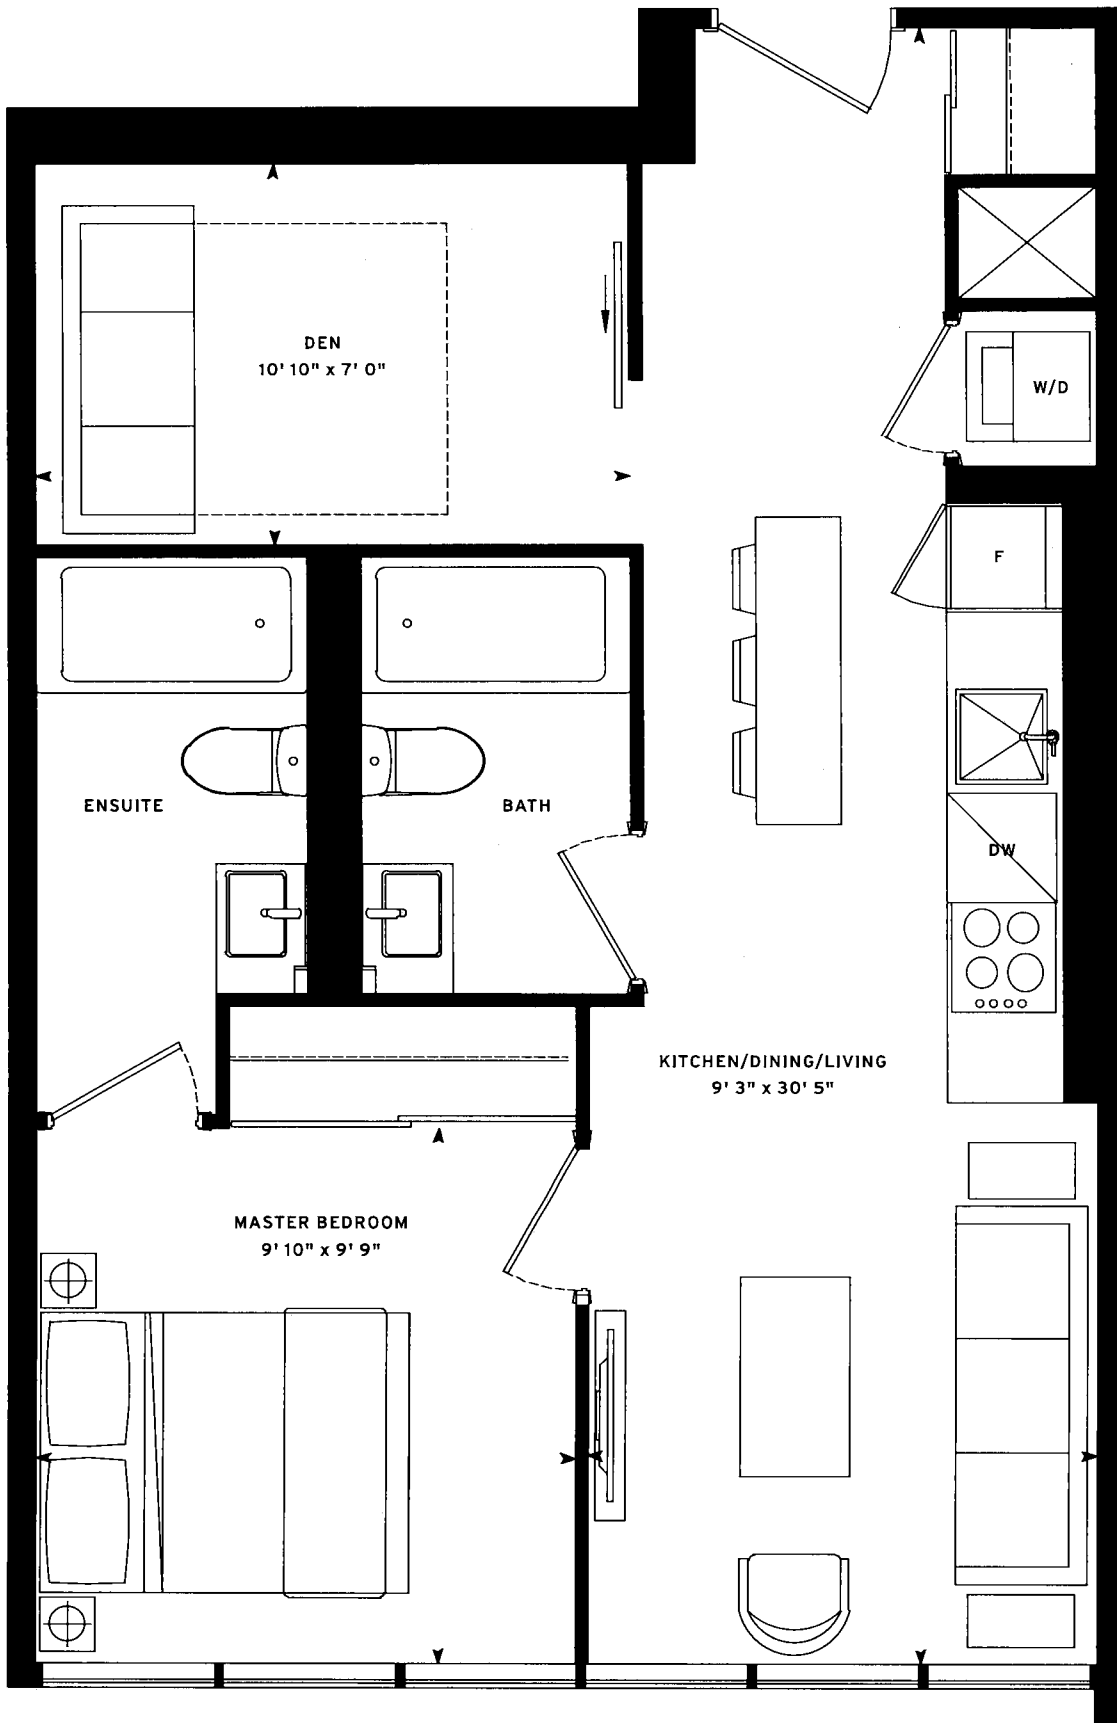 DEN
10' 10" x 7' 0"
W/D
F
ENSUITE
BATH
DW
KITCHEN/DINING/LIVING
9' 3" x 30' 5"
MASTER BEDROOM
9' 10" x 9' 9"